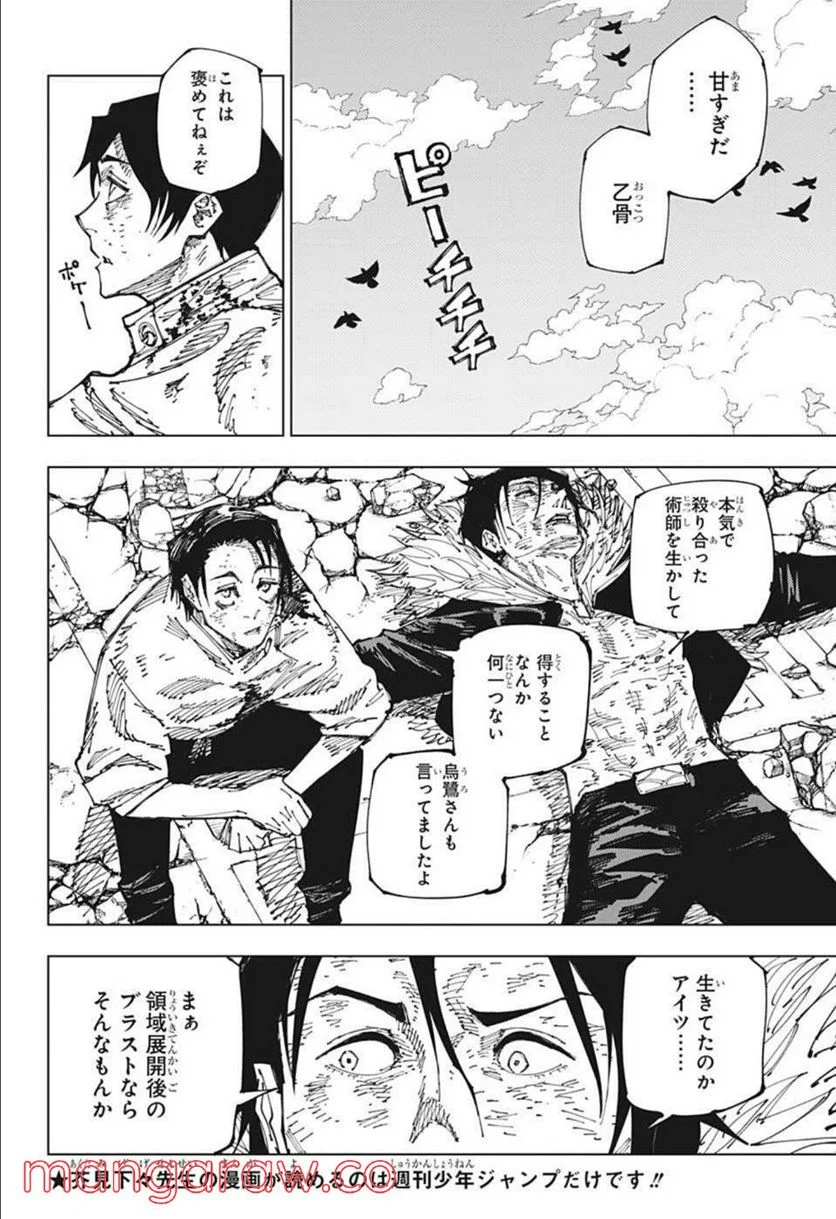 甘すぎだ
……
乙骨
ピーチチチ
これは
褒めてねぇぞ
ポケー
本気で
殺り合った
術師を生かして
得すること
なんか
何一つない
烏鷺さんも
言ってましたよ
生きてたのか
アイツ……
まぁ
領域展開後の
ブラストなら
そんなもんか
★芥見下々先生の漫画が読めるのは週刊少年ジャンプだけです!!
mangaraw.com